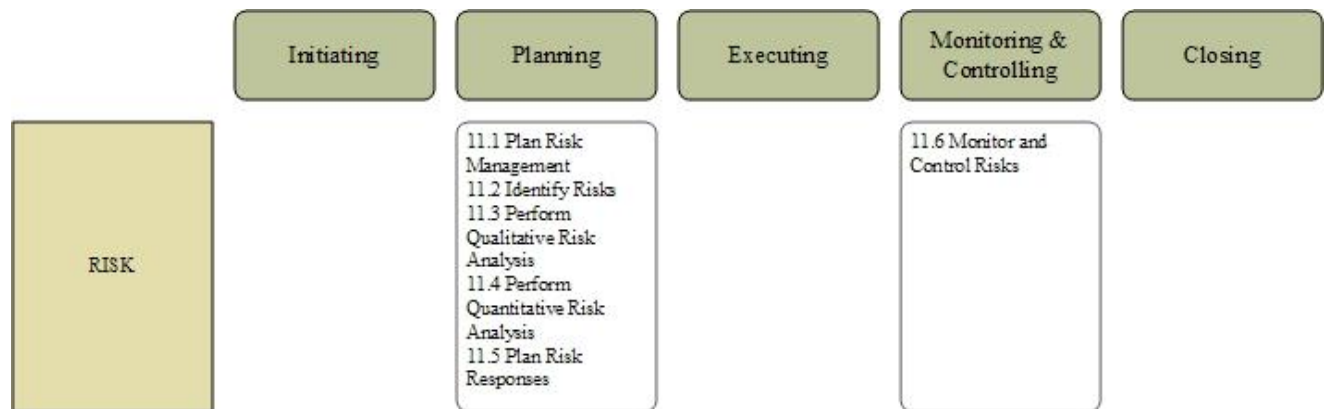 Initiating
Planning
Executing
Monitoring &
Controlling
Closing
RISK
11.1 Plan Risk
Management
11.2 Identify Risks
11.3 Perform
Qualitative Risk
Analysis
11.4 Perform
Quantitative Risk
Analysis
11.5 Plan Risk
Responses
11.6 Monitor and
Control Risks